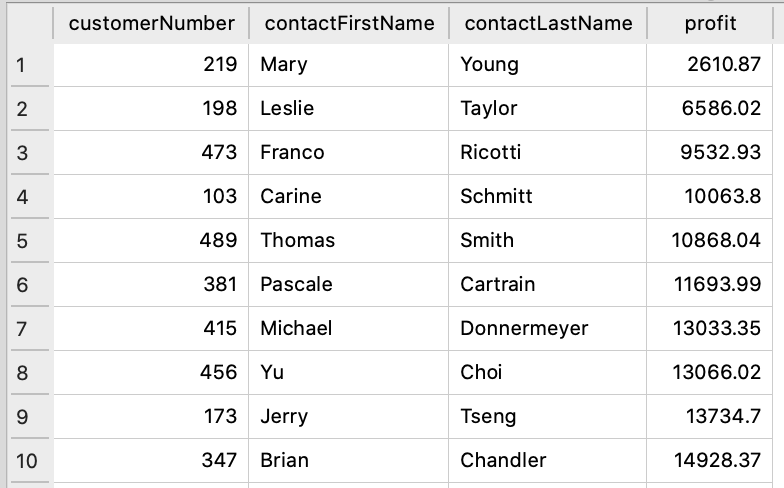 customerNumber contactFirstName contactLastName profit
1 219 Mary Young 2610.87
2 198 Leslie Taylor 6586.02
3 473 Franco Ricotti 9532.93
4 103 Carine Schmitt 10063.8
5 489 Thomas Smith 10868.04
6 381 Pascale Cartrain 11693.99
7 415 Michael Donnermeyer 13033.35
8 456 Yu Choi 13066.02
9 173 Jerry Tseng 13734.7
10 347 Brian Chandler 14928.37